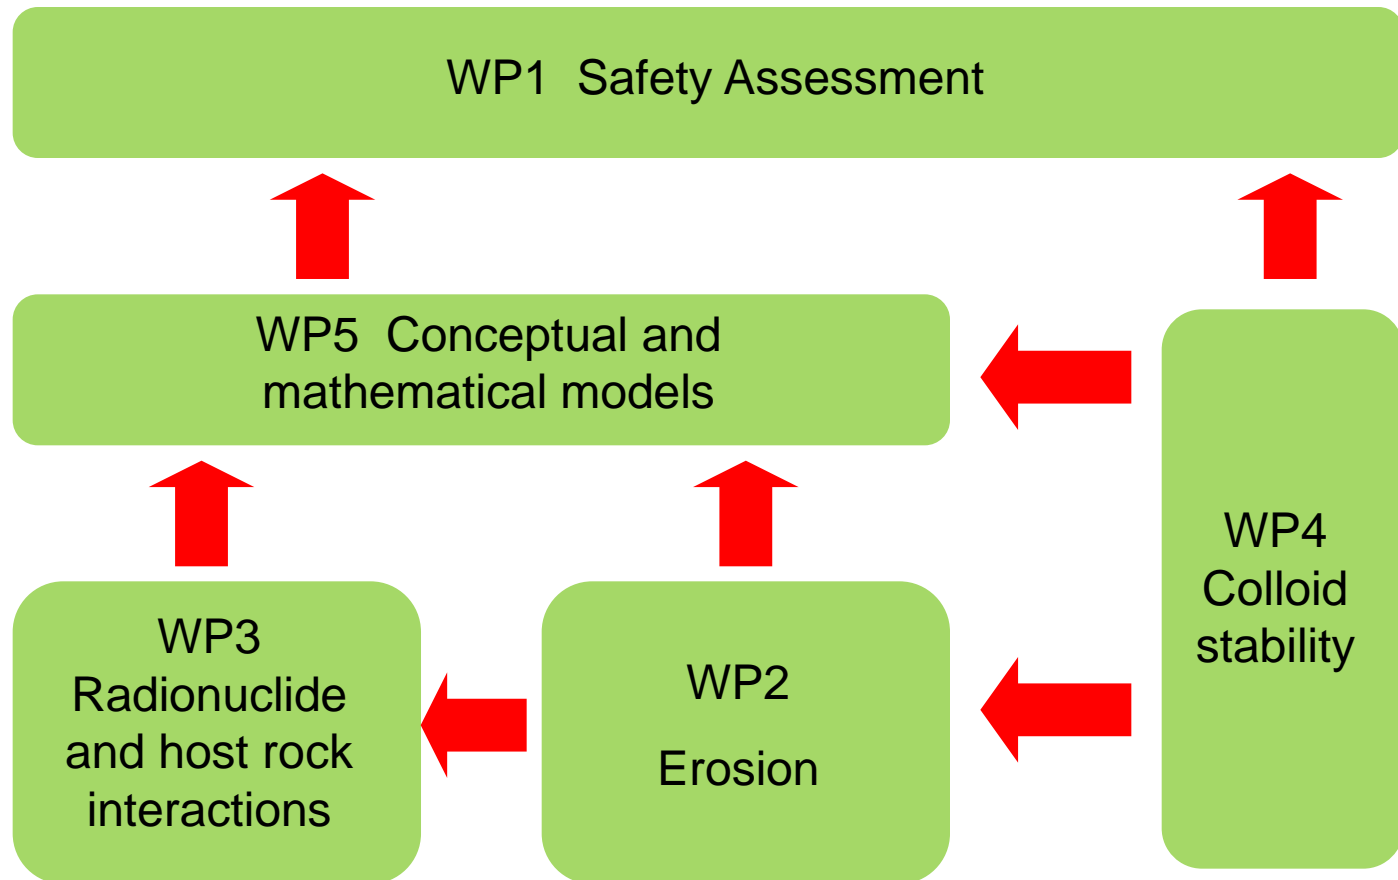 WP1 Safety Assessment
WP5 Conceptual and
mathematical models
WP3
Radionuclide
and host rock
interactions
WP2
Erosion
WP4
Colloid
stability